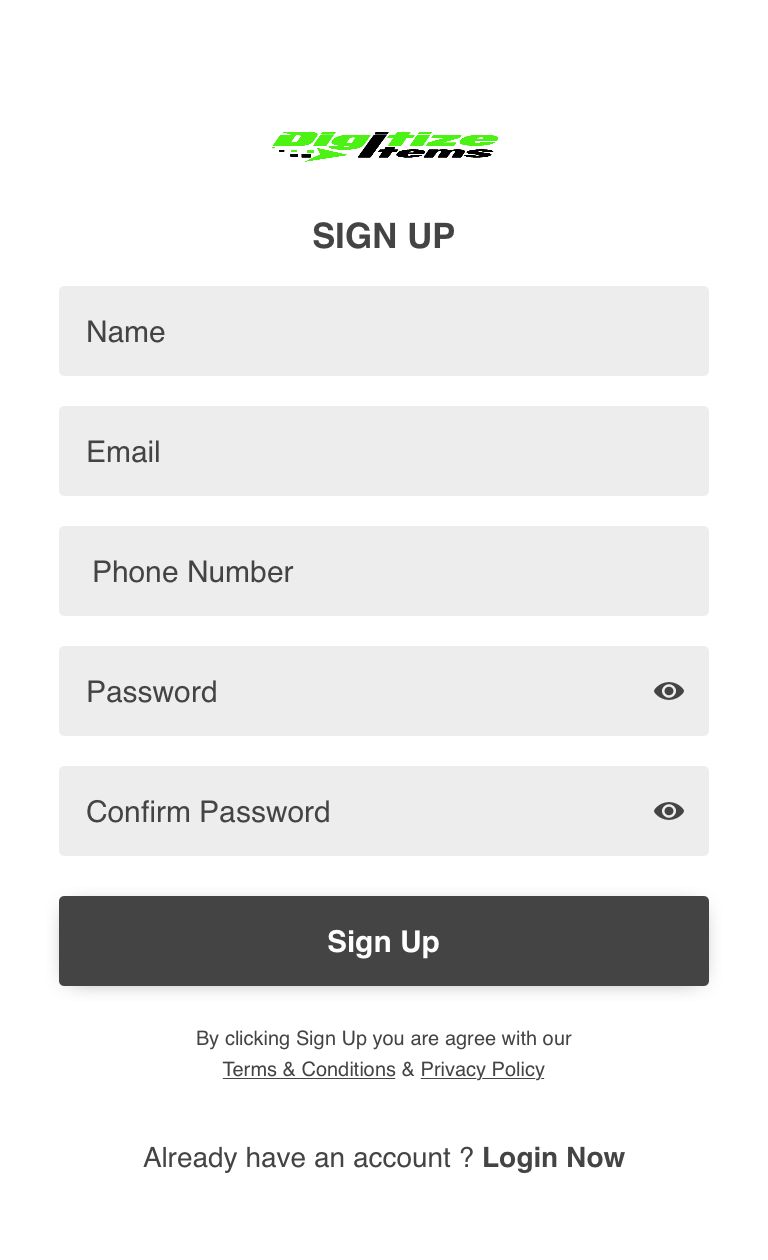 Digitize
Items
SIGN UP
Name
Email
Phone Number
Password
Confirm Password
Sign Up
By clicking Sign Up you are agree with our
Terms & Conditions & Privacy Policy
Already have an account ? Login Now